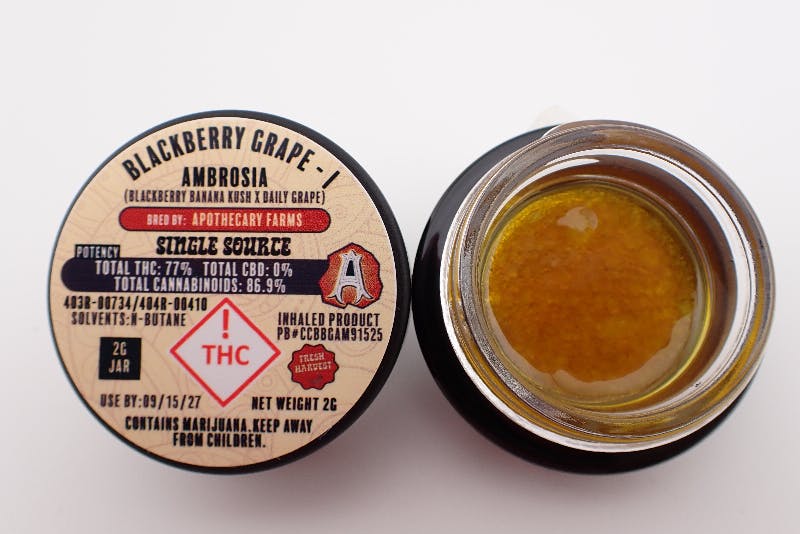 BLACKBERRY GRAPE - I
AMBROSIA
(BLACKBERRY BANANA KUSH X DAILY GRAPE)
BRED BY: APOTHECARY FARMS
SINGLE SOURCE
POTENCY
TOTAL THC: 77% TOTAL CBD: 0%
TOTAL CANNABINOIDS: 86.9%
A
403R-00734/404R-00410
SOLVENTS:N-BUTANE
INHALED PRODUCT
PB#CCBBGAM91525
!
THC
2G
JAR
FRESH
HARVEST
USE BY:09/15/27
NET WEIGHT 2G
CONTAINS MARIJUANA.KEEP AWAY
FROM CHILDREN.